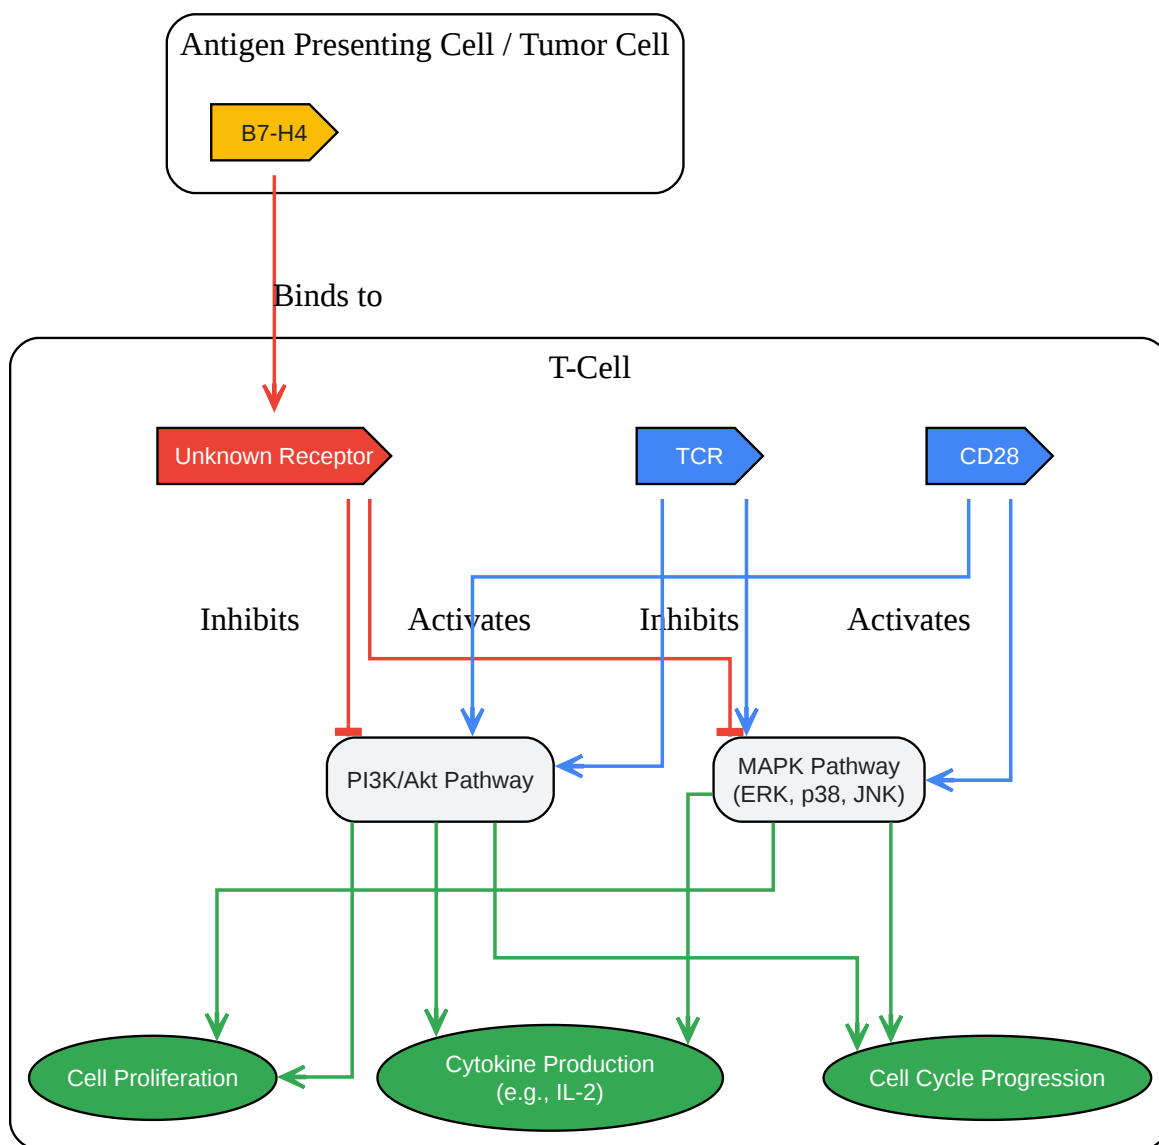 Antigen Presenting Cell / Tumor Cell
B7-H4
Binds to
T-Cell
Unknown Receptor
TCR
CD28
Inhibits
Activates
Inhibits
Activates
PI3K/Akt Pathway
MAPK Pathway
(ERK, p38, JNK)
Cell Proliferation
Cytokine Production
(e.g., IL-2)
Cell Cycle Progression